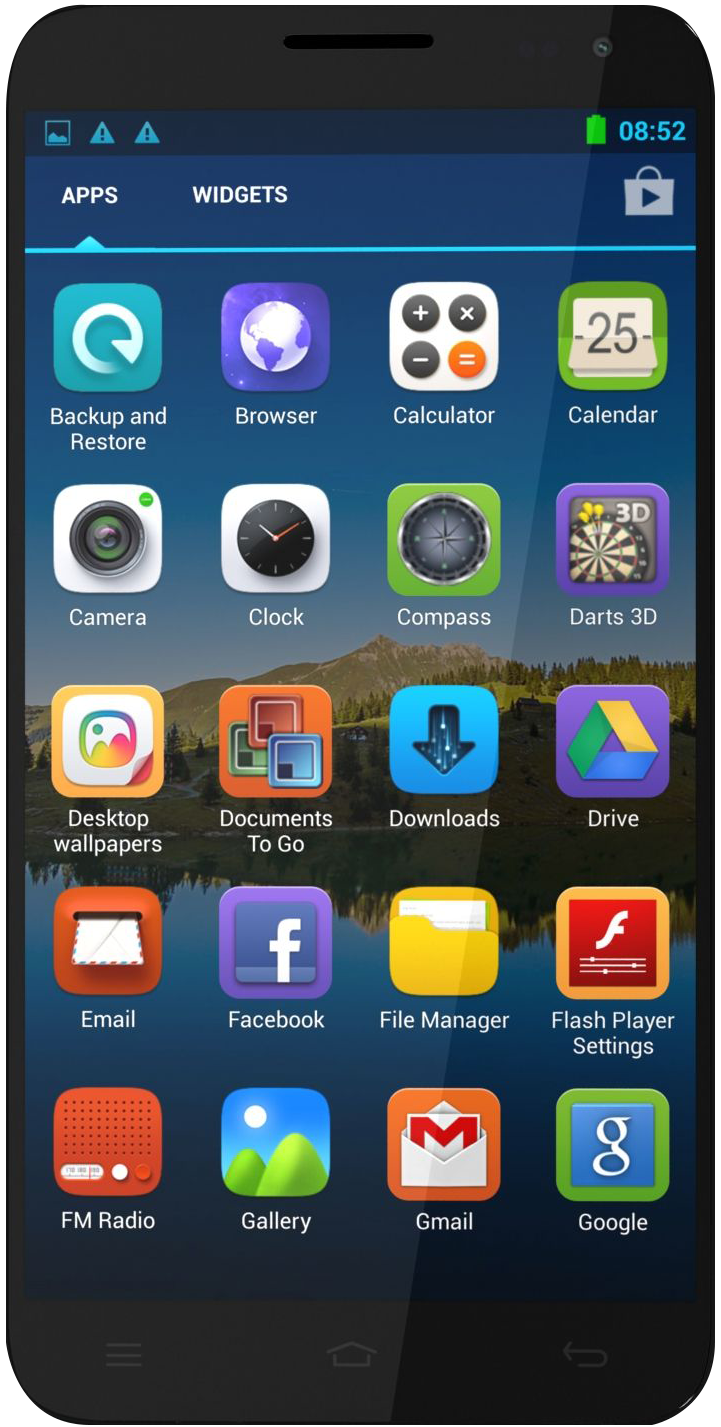 08:52
APPS WIDGETS
Backup and Browser Calculator Calendar
Restore
25
3D
Camera Clock Compass Darts 3D
Desktop Documents Downloads Drive
wallpapers To Go
f
Email Facebook File Manager Flash Player
Settings
M
g
FM Radio Gallery Gmail Google